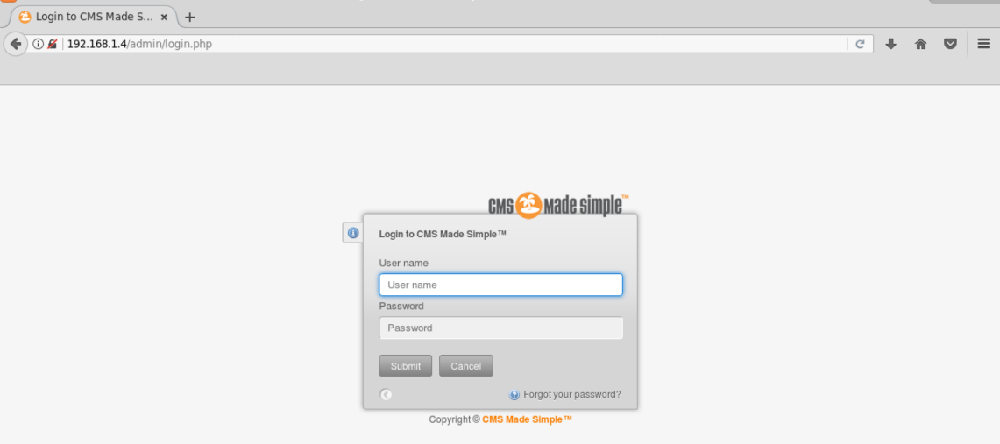 Login to CMS Made S...
192.168.1.4/admin/login.php
CMS Made Simple™
Login to CMS Made Simple™
User name
User name
Password
Password
Submit Cancel
Forgot your password?
Copyright © CMS Made Simple™